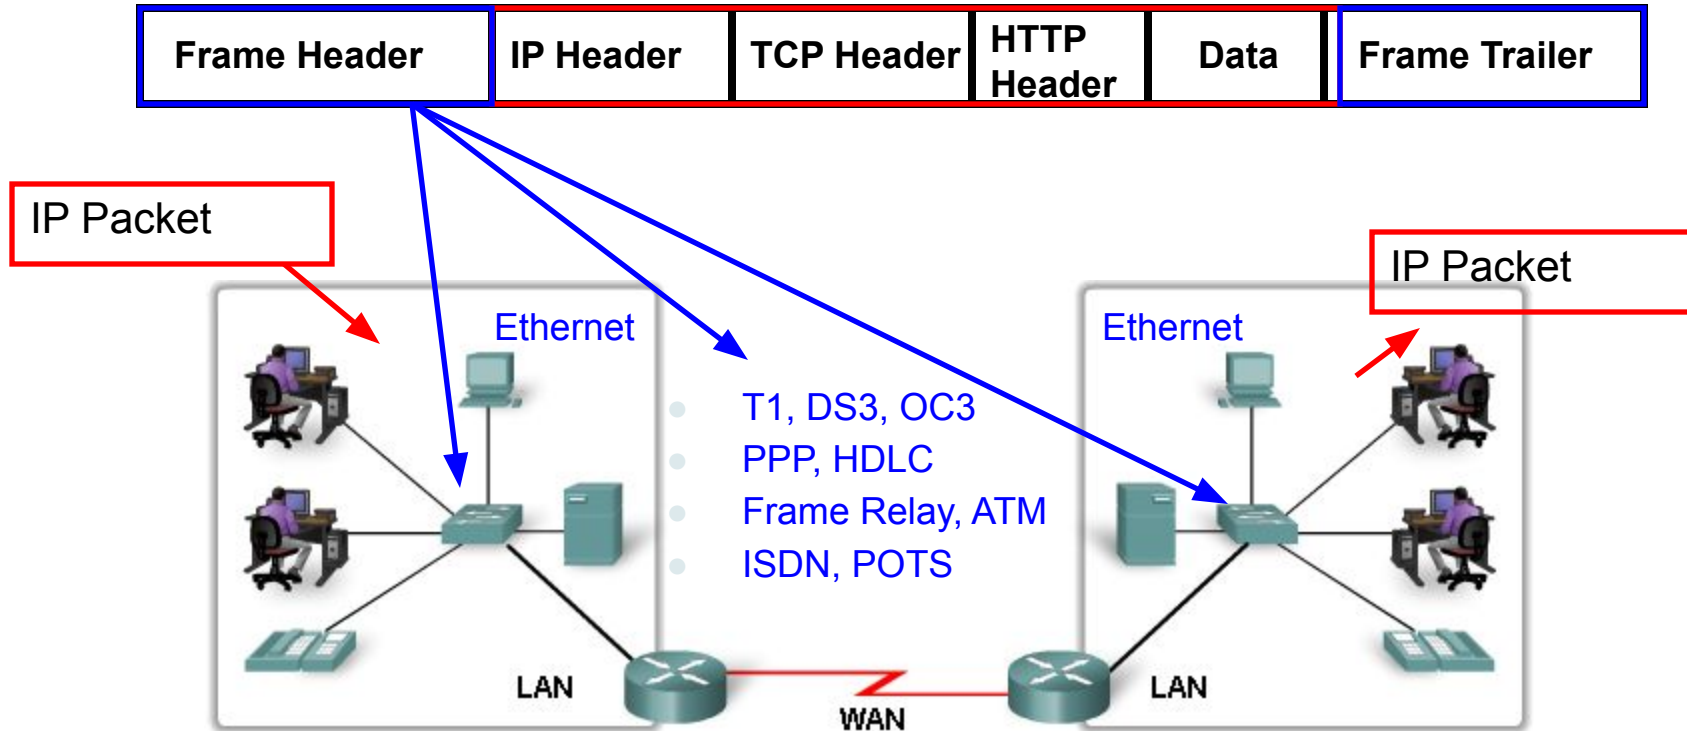 Frame Header IP Header TCP Header HTTP Header Data Frame Trailer
IP Packet
IP Packet
Ethernet
Ethernet
T1, DS3, OC3
PPP, HDLC
Frame Relay, ATM
ISDN, POTS
LAN
LAN
WAN